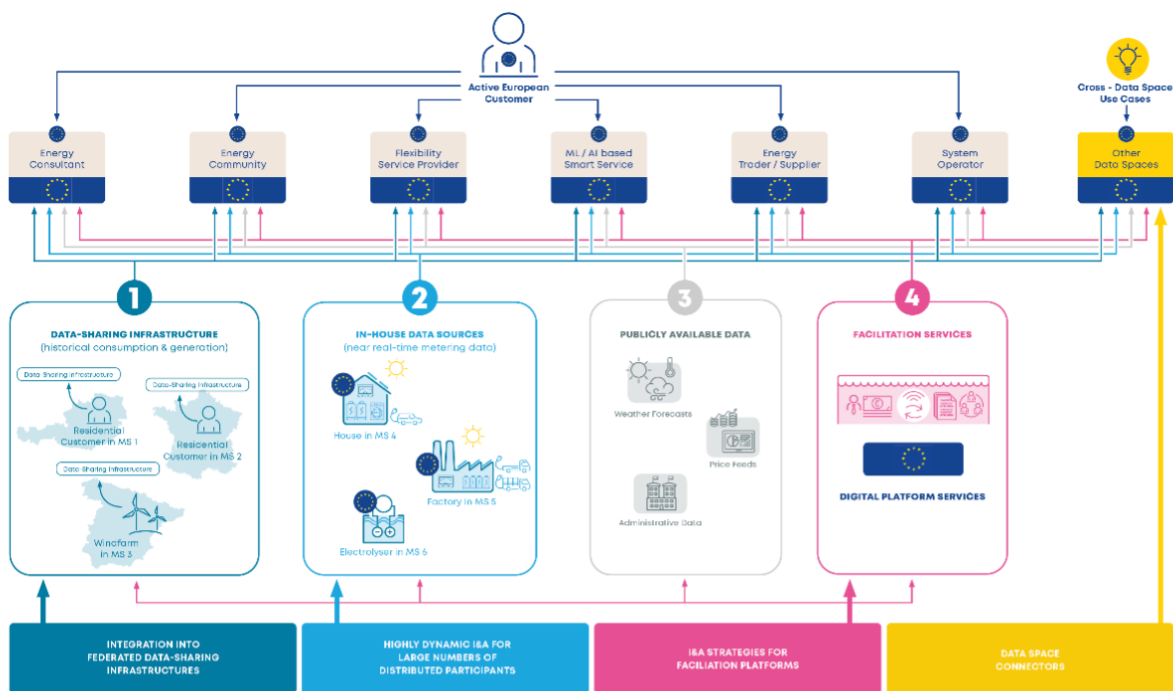 Active European
Customer
Cross - Data Space
Use Cases
Energy
Consultant
Energy
Community
Flexibility
Service Provider
ML / AI based
Smart Service
Energy
Trader / Supplier
System
Operator
Other
Data Spaces
1
DATA-SHARING INFRASTRUCTURE
(historical consumption & generation)
Data-Sharing Infrastructure
Residential
Customer in MS 1
Data-Sharing Infrastructure
Residential
Customer in MS 2
Data-Sharing Infrastructure
Windfarm
in MS 3
2
IN-HOUSE DATA SOURCES
(near real-time metering data)
House in MS 4
Factory in MS 5
Electrolyser in MS 6
3
PUBLICLY AVAILABLE DATA
Weather Forecasts
Price Feeds
Administrative Data
4
FACILITATION SERVICES
DIGITAL PLATFORM SERVICES
INTEGRATION INTO
FEDERATED DATA-SHARING
INFRASTRUCTURES
HIGHLY DYNAMIC I&A FOR
LARGE NUMBERS OF
DISTRIBUTED PARTICIPANTS
I&A STRATEGIES FOR
FACILIATION PLATFORMS
DATA SPACE
CONNECTORS